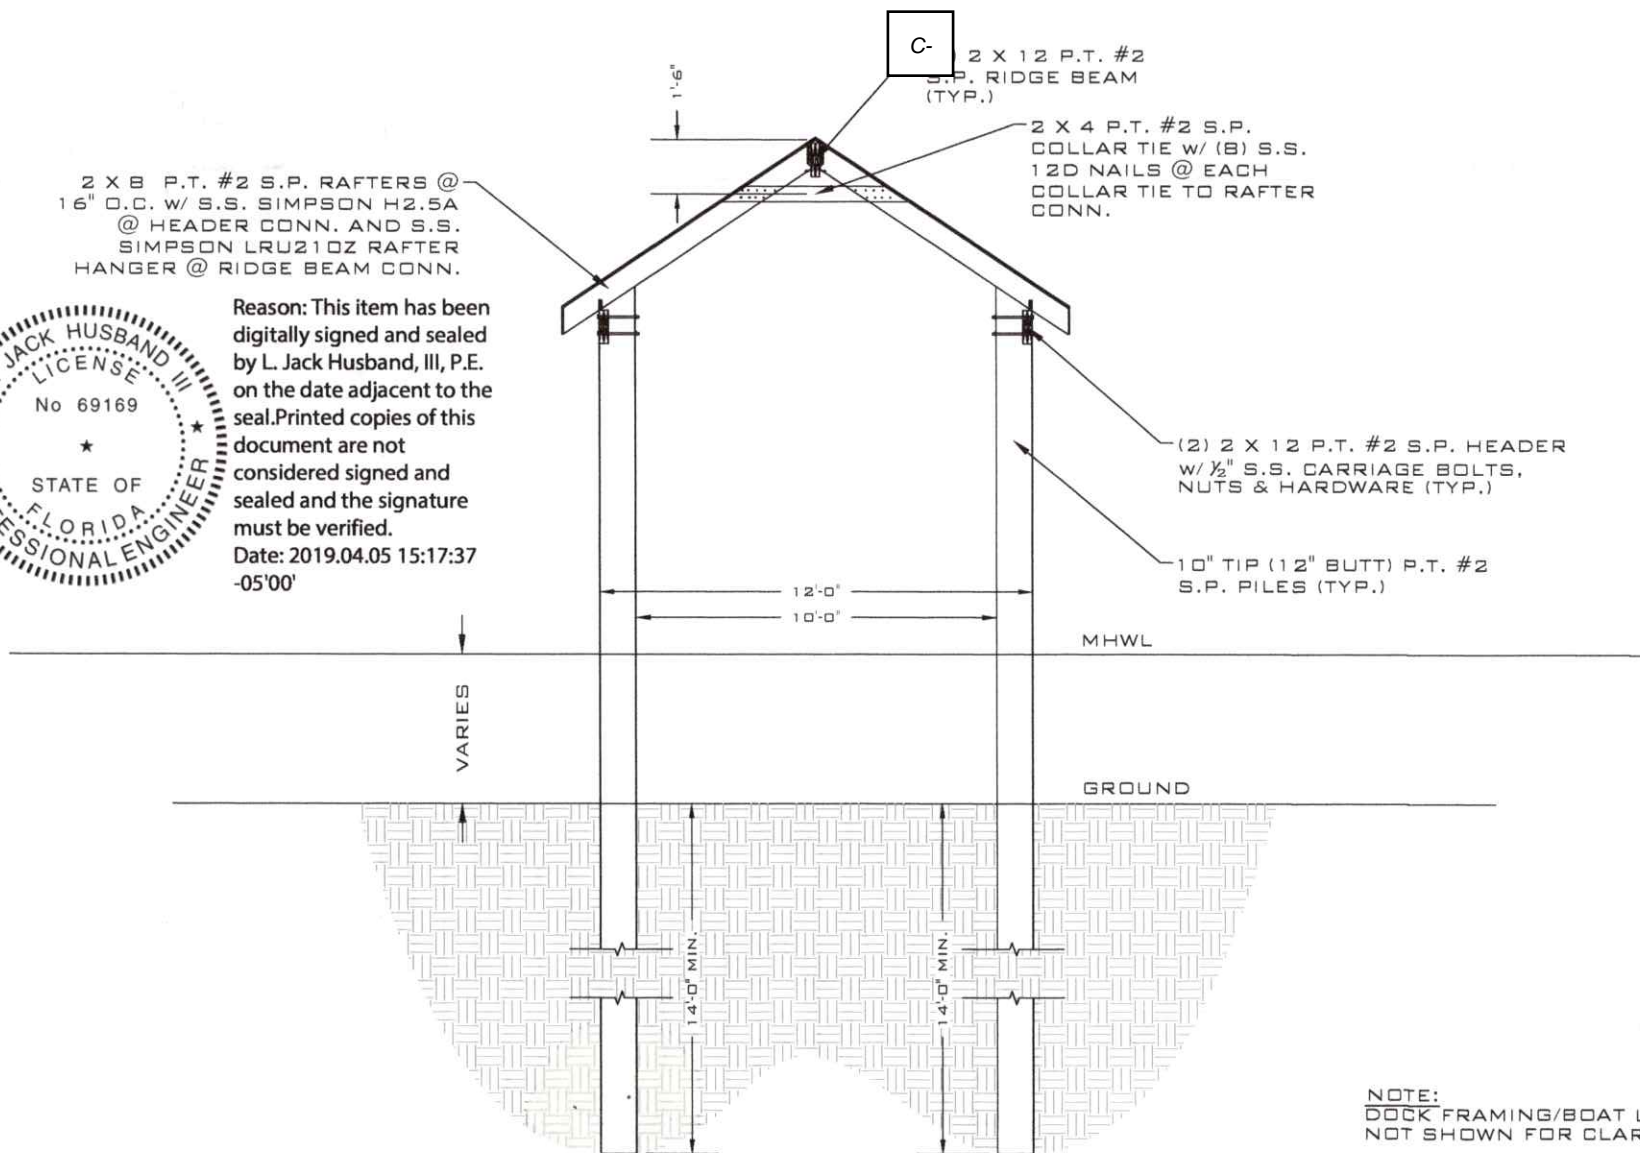 C-
) 2 X 12 P.T. #2
S.P. RIDGE BEAM
(TYP.)
1'-6"
2 X 4 P.T. #2 S.P.
COLLAR TIE W/ (8) S.S.
12D NAILS @ EACH
COLLAR TIE TO RAFTER
CONN.
2 X 8 P.T. #2 S.P. RAFTERS @
16" O.C. W/ S.S. SIMPSON H2.5A
@ HEADER CONN. AND S.S.
SIMPSON LRU210Z RAFTER
HANGER @ RIDGE BEAM CONN.
JACK HUSBAND III
LICENSE
No 69169
STATE OF
FLORIDA
ESSIONAL ENGINEER
Reason: This item has been
digitally signed and sealed
by L. Jack Husband, III, P.E.
on the date adjacent to the
seal.Printed copies of this
document are not
considered signed and
sealed and the signature
must be verified.
Date: 2019.04.05 15:17:37
-05'00'
(2) 2 X 12 P.T. #2 S.P. HEADER
W/ ½" S.S. CARRIAGE BOLTS,
NUTS & HARDWARE (TYP.)
10" TIP (12" BUTT) P.T. #2
S.P. PILES (TYP.)
12'-0"
10'-0"
MHWL
VARIES
GROUND
14'-0" MIN.
14'-0" MIN.
NOTE:
DOCK FRAMING/BOAT L
NOT SHOWN FOR CLAR